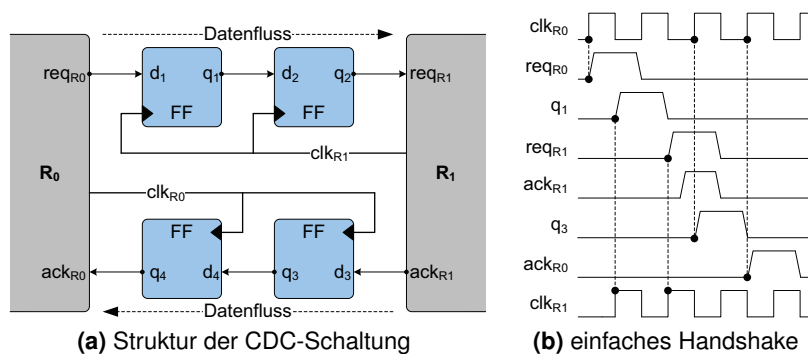 Datenfluss
req_R0
d_1
q_1
d_2
q_2
req_R1
FF
FF
clk_R1
R_0
R_1
clk_R0
FF
FF
ack_R0
q_4
d_4
q_3
d_3
ack_R1
Datenfluss
(a) Struktur der CDC-Schaltung
clk_R0
req_R0
q_1
req_R1
ack_R1
q_3
ack_R0
clk_R1
(b) einfaches Handshake